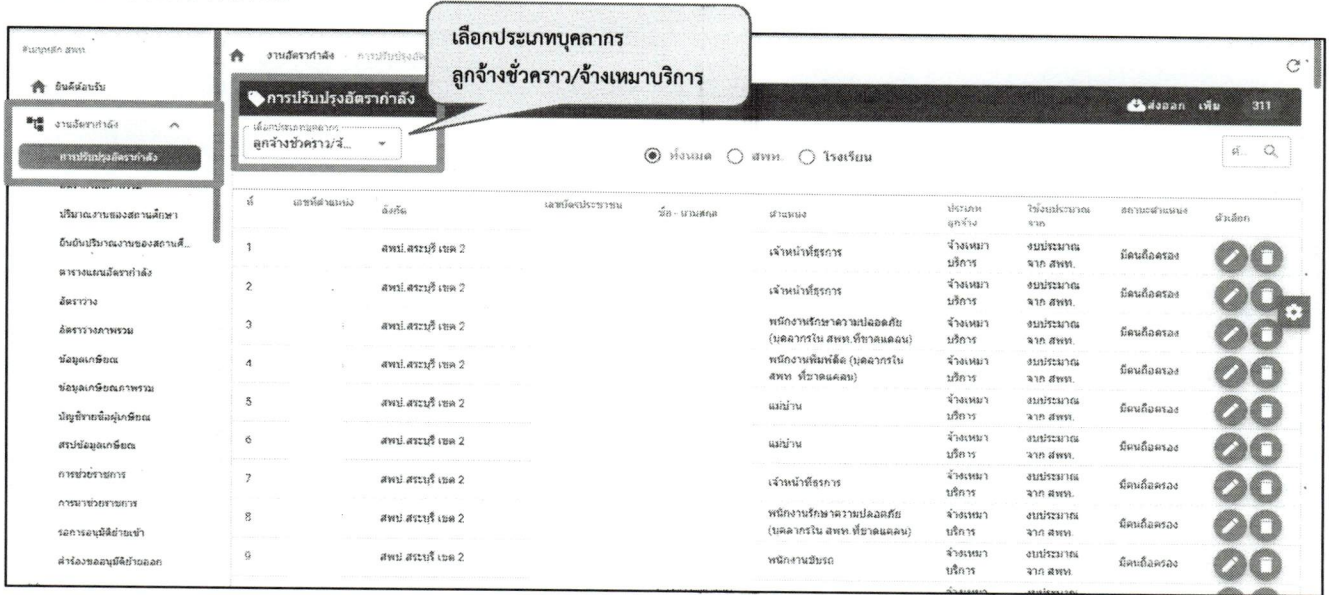 เลือกประเภทบุคลากร
ลูกจ้างชั่วคราว/จ้างเหมาบริการ
สพท.
ยินดีต้อนรับ
งานอัตรากำลัง
การปรับปรุงอัตรากำลัง
ปริมาณงานของสถานศึกษา
ยืนยันปริมาณงานของสถานศึ...
ตารางแผนอัตรากำลัง
อัตราว่าง
อัตราว่างภาพรวม
ข้อมูลเกษียณ
ข้อมูลเกษียณภาพรวม
บัญชีรายชื่อผู้เกษียณ
สรุปข้อมูลเกษียณ
การช่วยราชการ
การมาช่วยราชการ
รอการอนุมัติย้ายเข้า
คำร้องขออนุมัติย้ายออก
งานอัตรากำลัง
การปรับปรุงอัตรากำลัง ส่งออก เพิ่ม 311
เลือกประเภทบุคลากร
ลูกจ้างชั่วคราว/จ้... ทั้งหมด สพท. โรงเรียน ค้...
ที่ เลขที่ตำแหน่ง สังกัด เลขบัตรประชาชน ชื่อ - นามสกุล ตำแหน่ง ประเภทลูกจ้าง ใช้งบประมาณจาก สถานะตำแหน่ง ตัวเลือก
1 สพป.สระบุรี เขต 2 เจ้าหน้าที่ธุรการ จ้างเหมาบริการ งบประมาณจาก สพท. มีคนถือครอง
2 สพป.สระบุรี เขต 2 เจ้าหน้าที่ธุรการ จ้างเหมาบริการ งบประมาณจาก สพท. มีคนถือครอง
3 สพป.สระบุรี เขต 2 พนักงานรักษาความปลอดภัย (บุคลากรใน สพท.ที่ขาดแคลน) จ้างเหมาบริการ งบประมาณจาก สพท. มีคนถือครอง
4 สพป.สระบุรี เขต 2 พนักงานพิมพ์ดีด (บุคลากรใน สพท ที่ขาดแคลน) จ้างเหมาบริการ งบประมาณจาก สพท. มีคนถือครอง
5 สพป.สระบุรี เขต 2 แม่บ้าน จ้างเหมาบริการ งบประมาณจาก สพท. มีคนถือครอง
6 สพป.สระบุรี เขต 2 แม่บ้าน จ้างเหมาบริการ งบประมาณจาก สพท. มีคนถือครอง
7 สพป.สระบุรี เขต 2 เจ้าหน้าที่ธุรการ จ้างเหมาบริการ งบประมาณจาก สพท. มีคนถือครอง
8 สพป.สระบุรี เขต 2 พนักงานรักษาความปลอดภัย (บุคลากรใน สพท.ที่ขาดแคลน) จ้างเหมาบริการ งบประมาณจาก สพท. มีคนถือครอง
9 สพป.สระบุรี เขต 2 พนักงานขับรถ จ้างเหมาบริการ งบประมาณจาก สพท. มีคนถือครอง